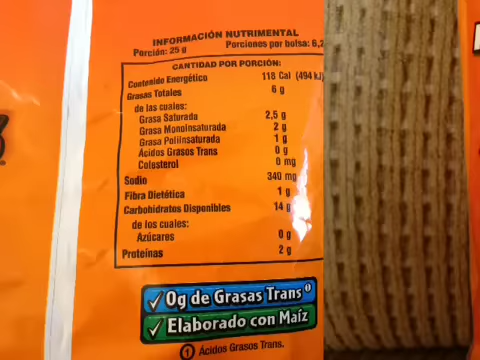 INFORMACIÓN NUTRIMENTAL
Porción: 25 g Porciones por bolsa: 6,2
CANTIDAD POR PORCIÓN:
Contenido Energético 118 Cal (494 kJ)
Grasas Totales 6 g
de las cuales:
Grasa Saturada 2,5 g
Grasa Monoinsaturada 2 g
Grasa Poliinsaturada 1 g
Ácidos Grasos Trans 0 g
Colesterol 0 mg
Sodio 340 mg
Fibra Dietética 1 g
Carbohidratos Disponibles 14 g
de los cuales:
Azúcares 0 g
Proteínas 2 g
0g de Grasas Trans ①
Elaborado con Maíz
① Ácidos Grasos Trans.